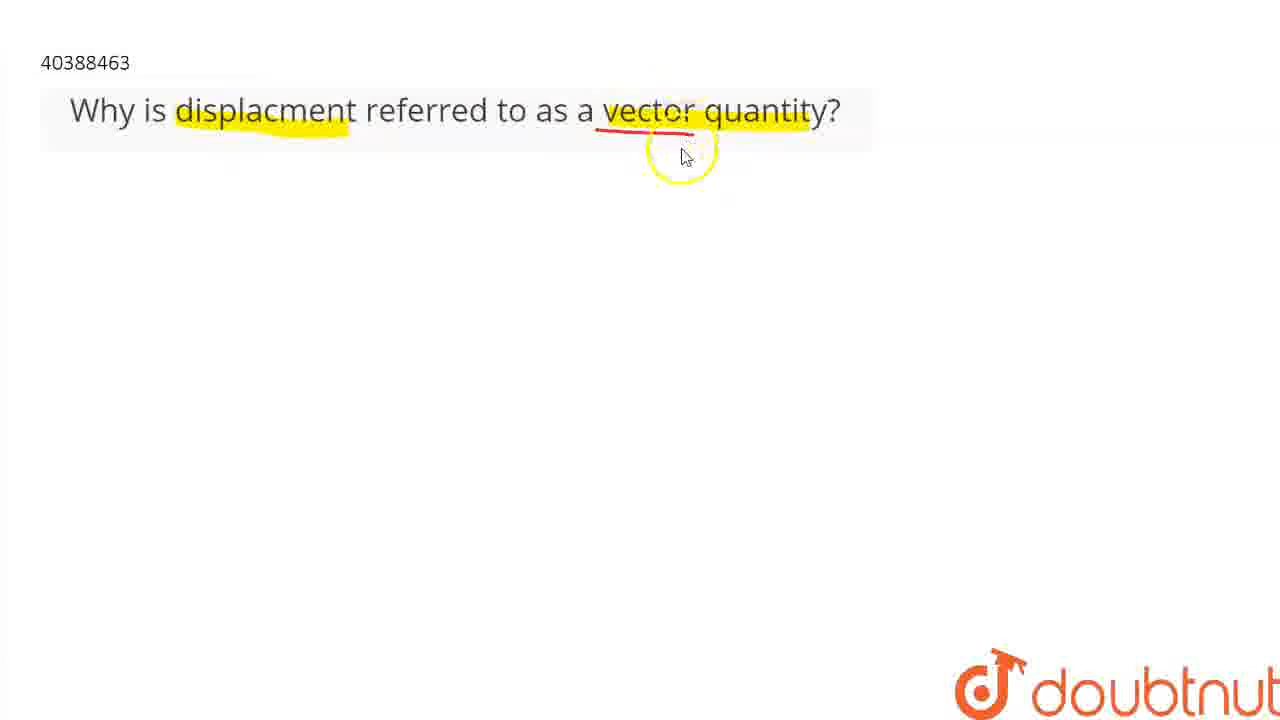 40388463
Why is displacment referred to as a vector quantity?
doubtnut